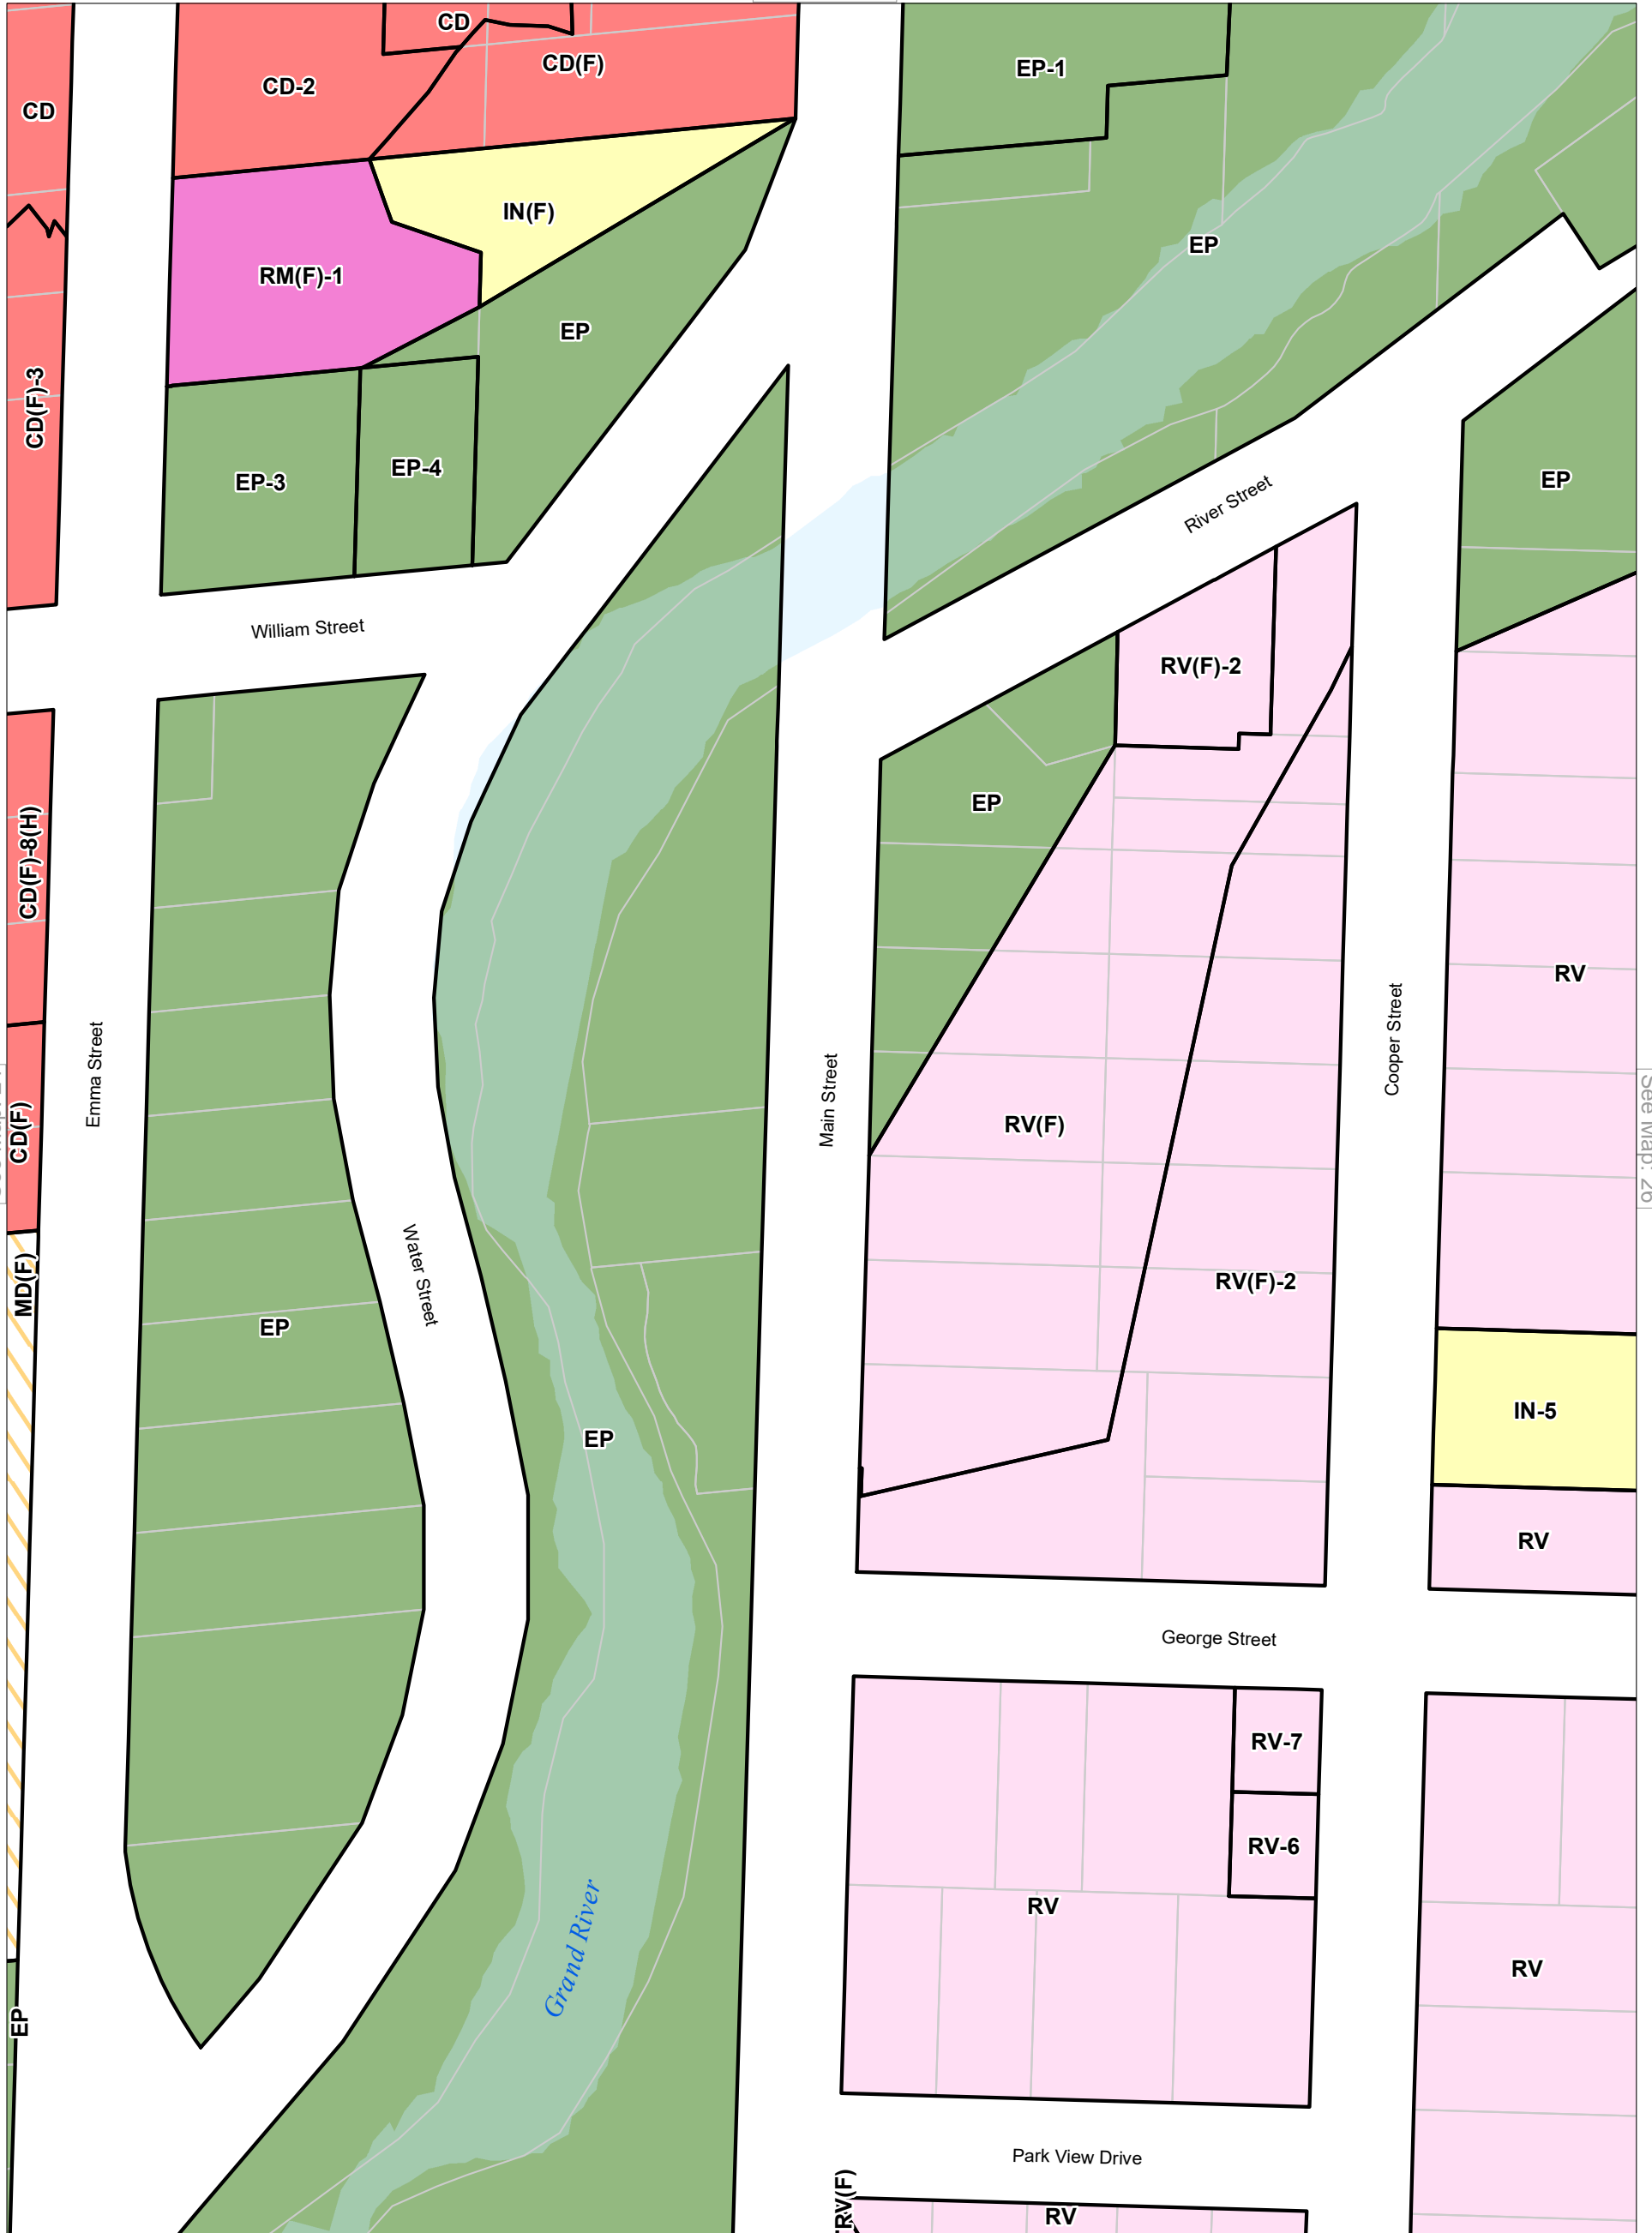 CD
CD-2
CD
CD(F)
EP-1
IN(F)
RM(F)-1
EP
EP
CD(F)-3
EP-3
EP-4
EP
River Street
William Street
RV(F)-2
EP
CD(F)-8(H)
RV
Emma Street
Main Street
Cooper Street
CD(F)
RV(F)
See Map: 26
MD(F)
Water Street
EP
RV(F)-2
EP
IN-5
RV
George Street
RV-7
RV-6
RV
Grand River
RV
EP
Park View Drive
RV(F)
RV